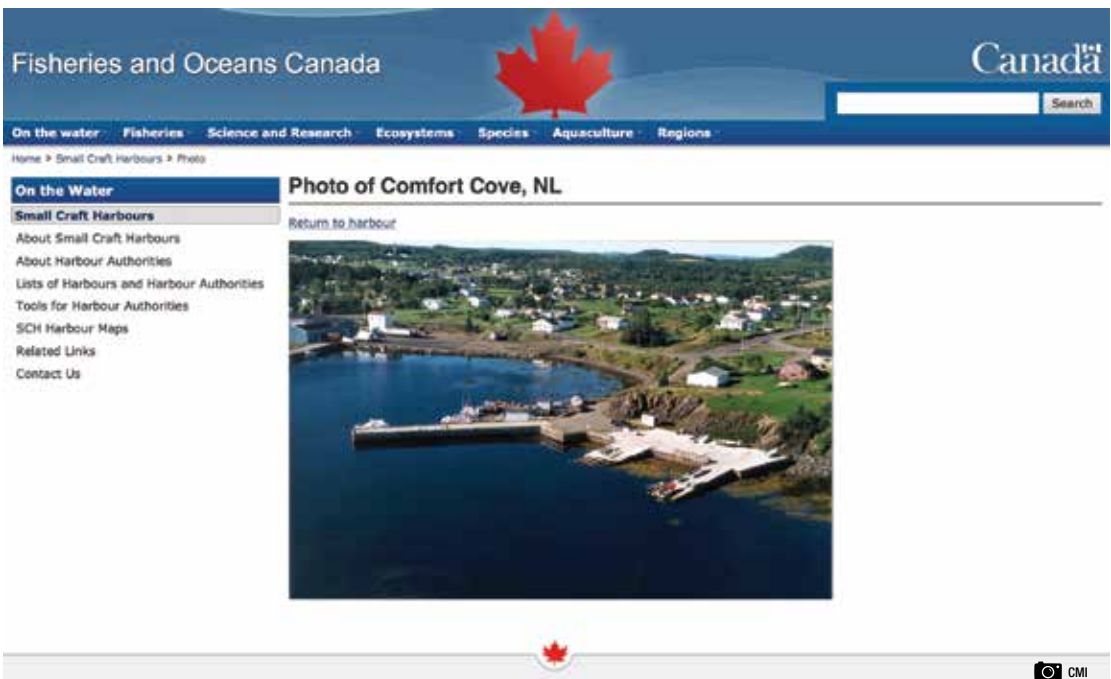 Fisheries and Oceans Canada
Canada
Search
On the water Fisheries Science and Research Ecosystems Species Aquaculture Regions
Home > Small Craft Harbours > Photo
On the Water
Small Craft Harbours
About Small Craft Harbours
About Harbour Authorities
Lists of Harbours and Harbour Authorities
Tools for Harbour Authorities
SCH Harbour Maps
Related Links
Contact Us
Photo of Comfort Cove, NL
Return to harbour
CMI